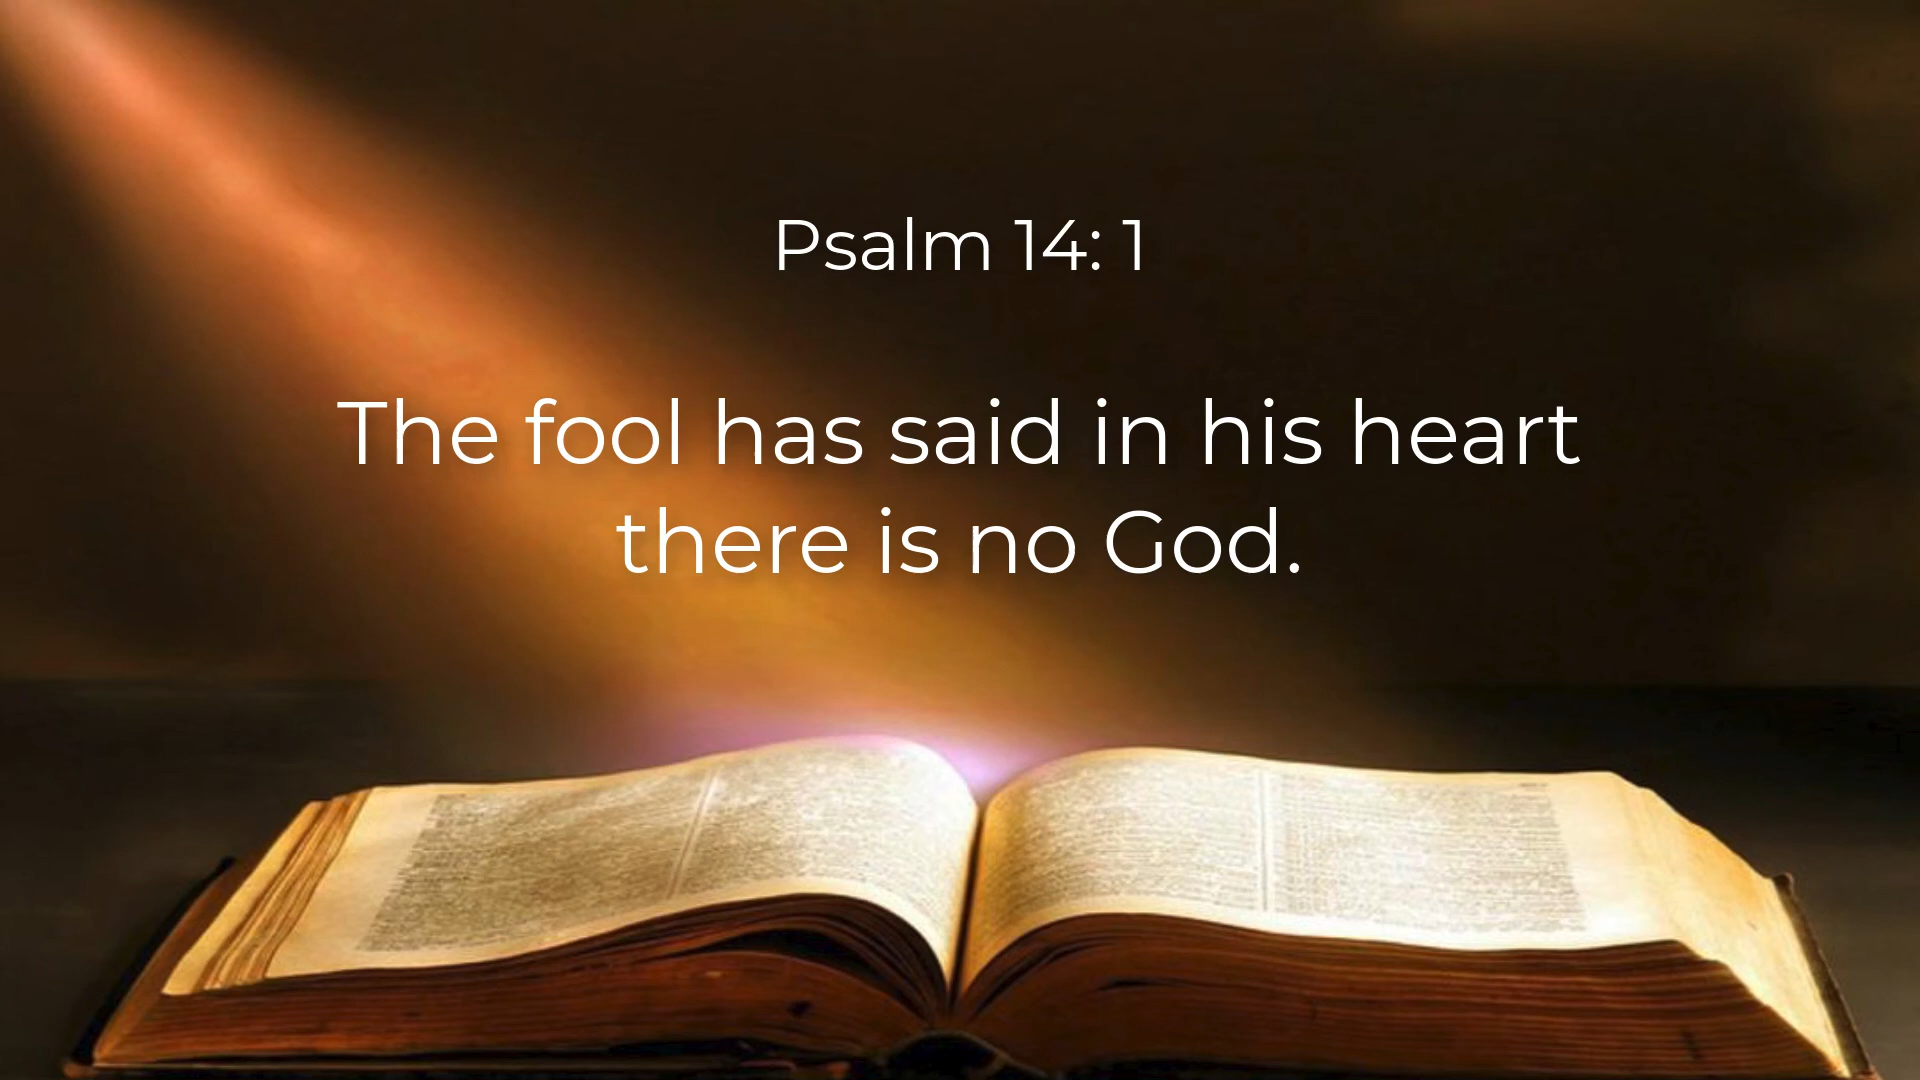 Psalm 14: 1
The fool has said in his heart
there is no God.